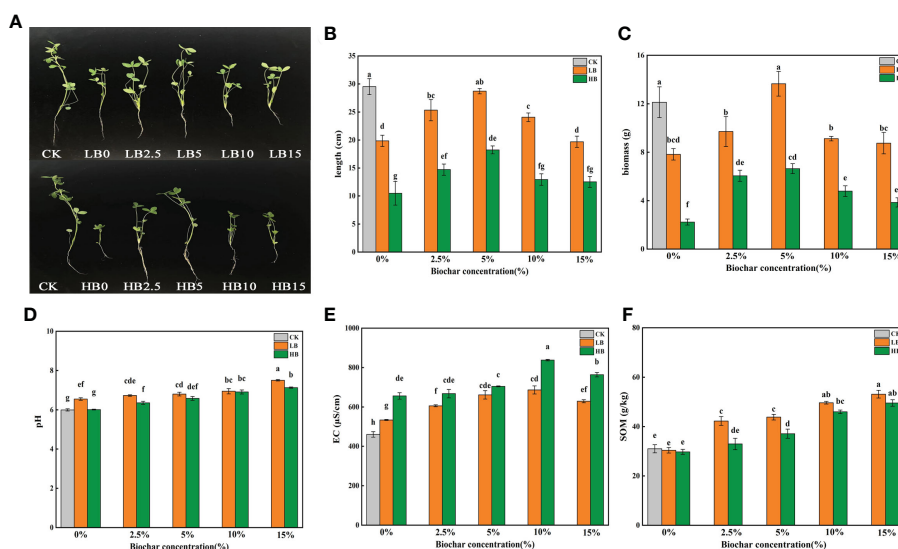 A
CK LB0 LB2.5 LB5 LB10 LB15
CK HB0 HB2.5 HB5 HB10 HB15
B
CK
LB
HB
35
30
25
20
15
10
5
0
length (cm)
a
d
g
b
ef
ab
de
c
fg
d
fg
0% 2.5% 5% 10% 15%
Biochar concentration(%)
C
16
12
8
4
0
biomass (g)
a
bcd
f
b
de
a
cd
b
e
bc
e
0% 2.5% 5% 10% 15%
Biochar concentration(%)
D
CK
LB
HB
8
6
4
2
0
pH
g
ef
g
cde
f
cd
def
bc
bc
a
b
0% 2.5% 5% 10% 15%
Biochar concentration(%)
E
CK
LB
HB
1000
800
600
400
200
0
EC (μS/cm)
h
g
de
f
de
cde
c
cd
a
ef
b
0% 2.5% 5% 10% 15%
Biochar concentration(%)
F
80
60
40
20
0
SOM (g/kg)
e
e
e
c
de
c
d
ab
bc
a
ab
0% 2.5% 5% 10% 15%
Biochar concentration(%)